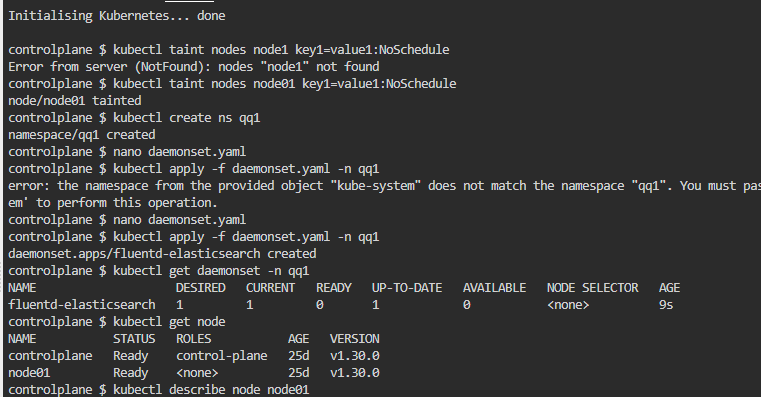 Initialising Kubernetes... done
controlplane $ kubectl taint nodes node1 key1=value1:NoSchedule
Error from server (NotFound): nodes "node1" not found
controlplane $ kubectl taint nodes node01 key1=value1:NoSchedule
node/node01 tainted
controlplane $ kubectl create ns qq1
namespace/qq1 created
controlplane $ nano daemonset.yaml
controlplane $ kubectl apply -f daemonset.yaml -n qq1
error: the namespace from the provided object "kube-system" does not match the namespace "qq1". You must pas
em' to perform this operation.
controlplane $ nano daemonset.yaml
controlplane $ kubectl apply -f daemonset.yaml -n qq1
daemonset.apps/fluentd-elasticsearch created
controlplane $ kubectl get daemonset -n qq1
NAME DESIRED CURRENT READY UP-TO-DATE AVAILABLE NODE SELECTOR AGE
fluentd-elasticsearch 1 1 0 1 0 <none> 9s
controlplane $ kubectl get node
NAME STATUS ROLES AGE VERSION
controlplane Ready control-plane 25d v1.30.0
node01 Ready <none> 25d v1.30.0
controlplane $ kubectl describe node node01